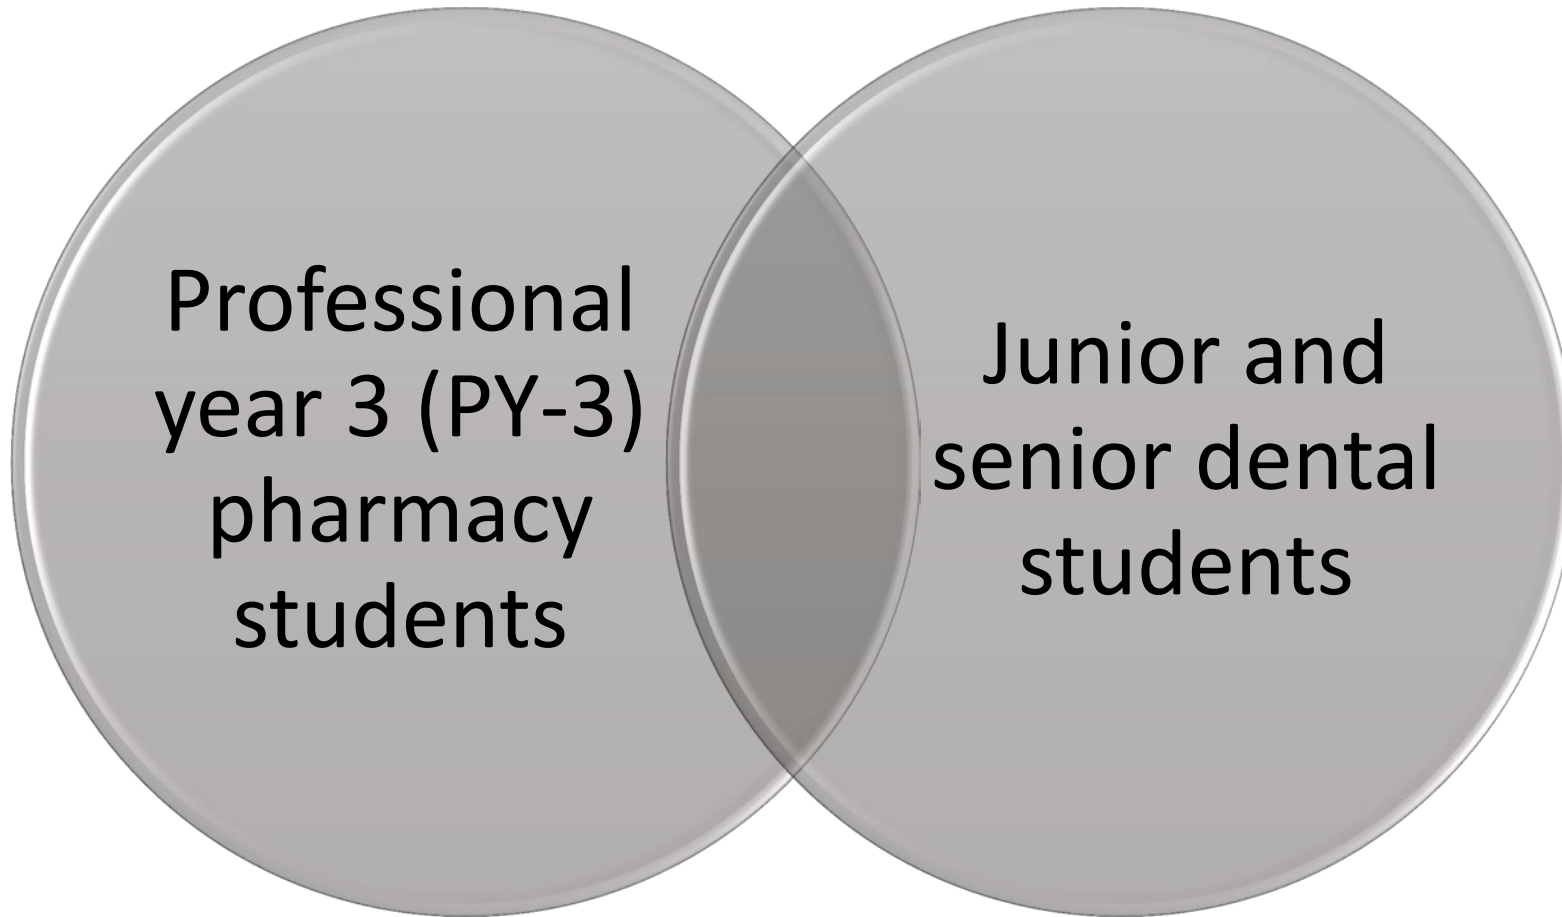 Professional
year 3 (PY-3)
pharmacy
students
Junior and
senior dental
students